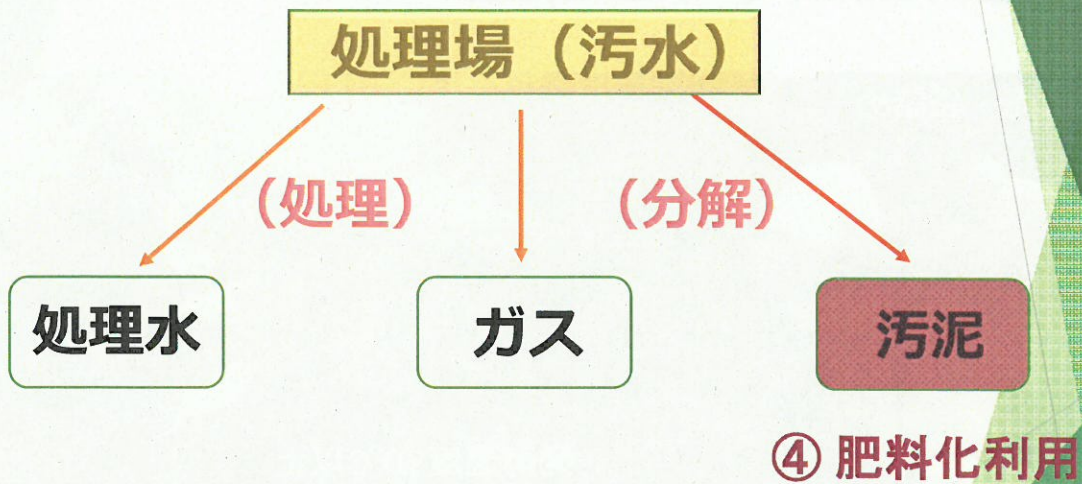 処理場（汚水）
（処理）
（分解）
処理水
ガス
汚泥
④ 肥料化利用